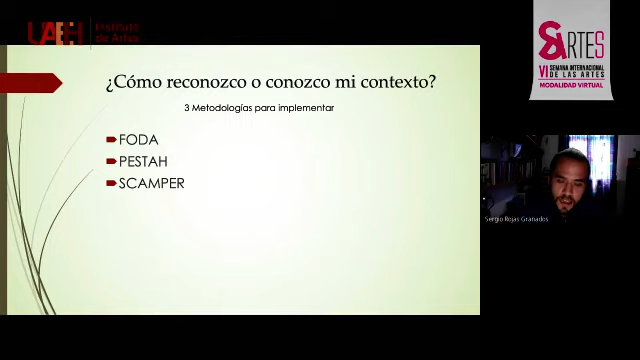 UAEH
Instituto
de Artes
¿Cómo reconozco o conozco mi contexto?
3 Metodologías para implementar
FODA
PESTAH
SCAMPER
SARTES
VI SEMANA INTERNACIONAL
DE LAS ARTES
MODALIDAD VIRTUAL
Sergio Rojas Granados